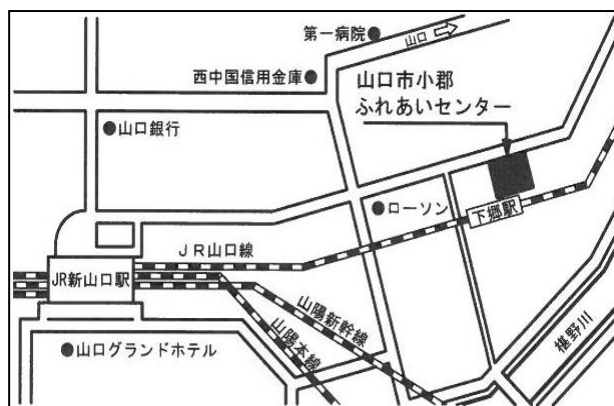 第一病院
山口
西中国信用金庫
山口市小郡
ふれあいセンター
山口銀行
ローソン
下郷駅
JR山口線
JR新山口駅
山陽新幹線
山陽本線
山口グランドホテル
椹野川